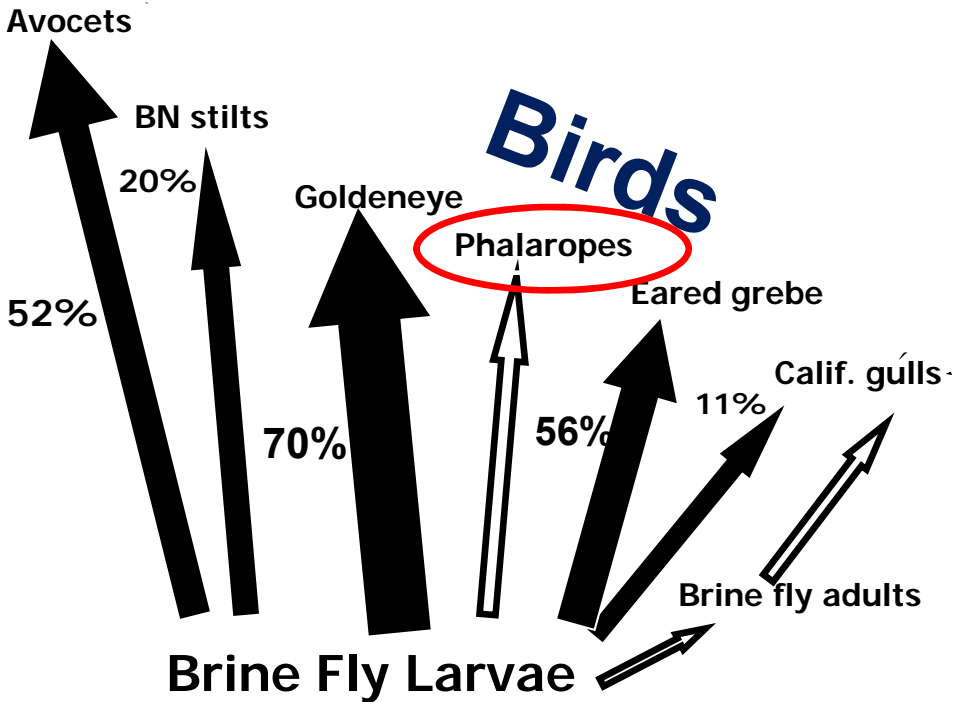 Avocets
BN stilts
20%
Birds
Goldeneye
Phalaropes
Eared grebe
52%
Calif. gulls
11%
70%
56%
Brine fly adults
Brine Fly Larvae